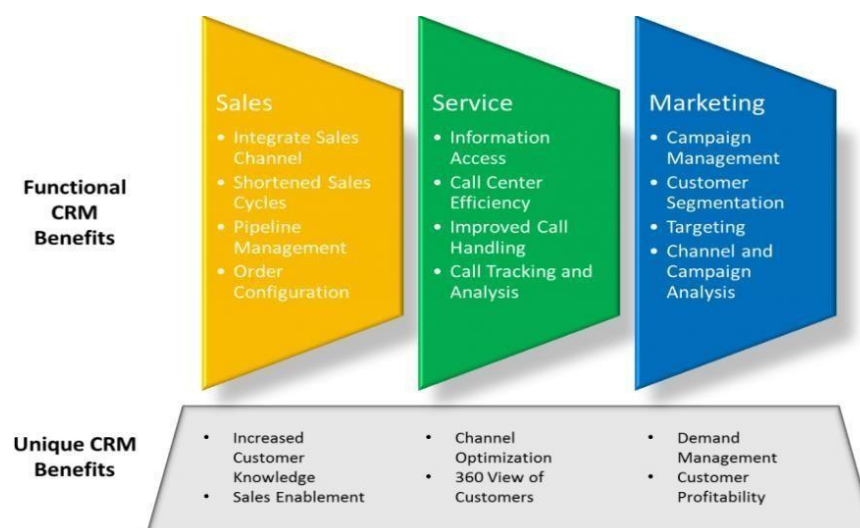 Sales
• Integrate Sales
Channel
• Shortened Sales
Cycles
• Pipeline
Management
• Order
Configuration
Service
• Information
Access
• Call Center
Efficiency
• Improved Call
Handling
• Call Tracking and
Analysis
Marketing
• Campaign
Management
• Customer
Segmentation
• Targeting
• Channel and
Campaign
Analysis
Functional
CRM
Benefits
Unique CRM
Benefits
• Increased
Customer
Knowledge
• Sales Enablement
• Channel
Optimization
• 360 View of
Customers
• Demand
Management
• Customer
Profitability